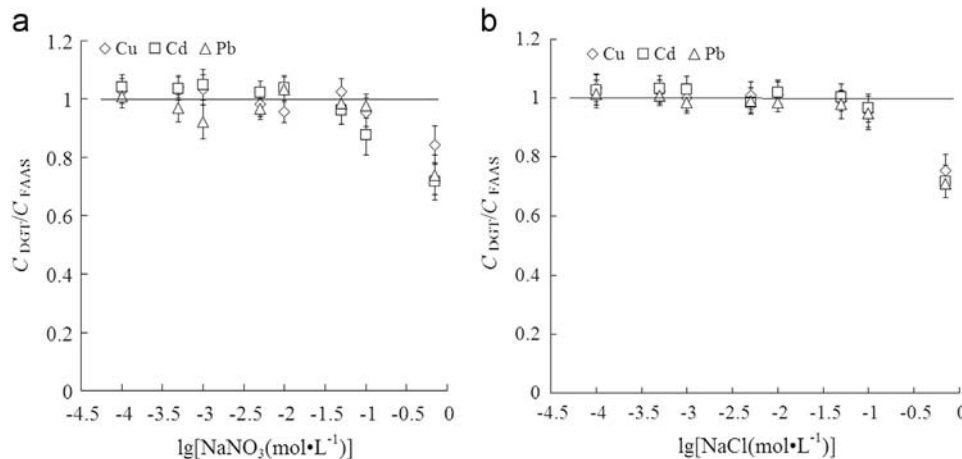 a
1.2
◇ Cu □ Cd △ Pb
1
0.8
0.6
0.4
0.2
0
C DGT/C FAAS
-4.5 -4 -3.5 -3 -2.5 -2 -1.5 -1 -0.5 0
lg[NaNO₃(mol•L⁻¹)]
b
1.2
◇ Cu □ Cd △ Pb
1
0.8
0.6
0.4
0.2
0
C DGT/C FAAS
-4.5 -4 -3.5 -3 -2.5 -2 -1.5 -1 -0.5 0
lg[NaCl(mol•L⁻¹)]